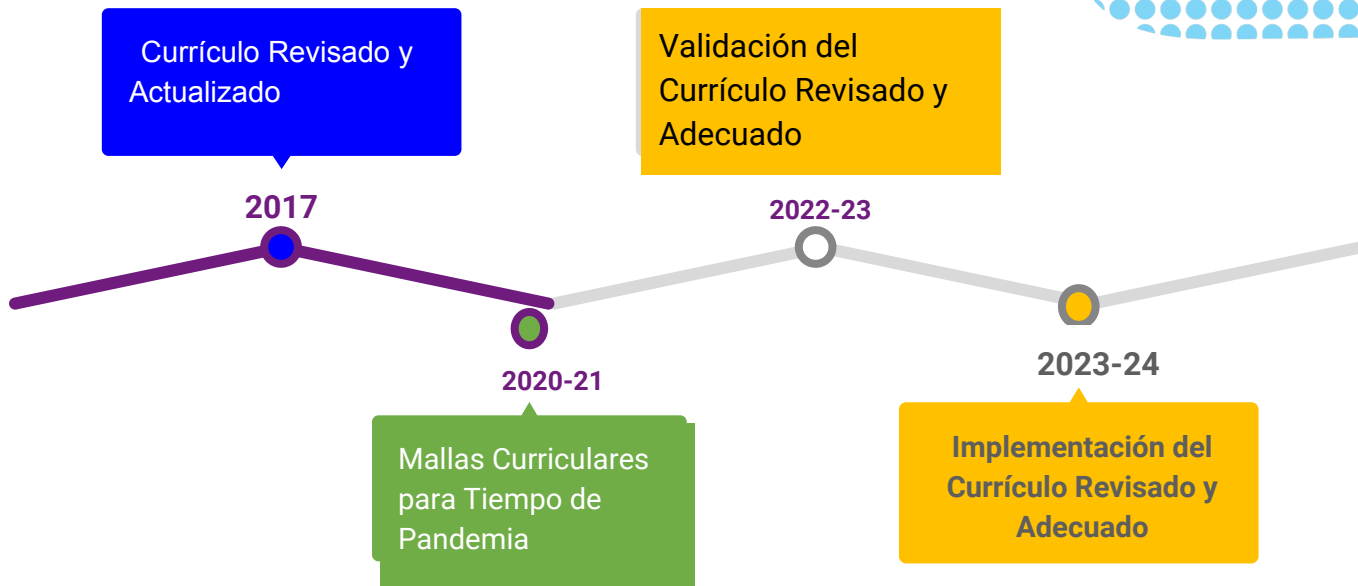 Currículo Revisado y
Actualizado
2017
Mallas Curriculares
para Tiempo de
Pandemia
2020-21
Validación del
Currículo Revisado y
Adecuado
2022-23
2023-24
Implementación del
Currículo Revisado y
Adecuado